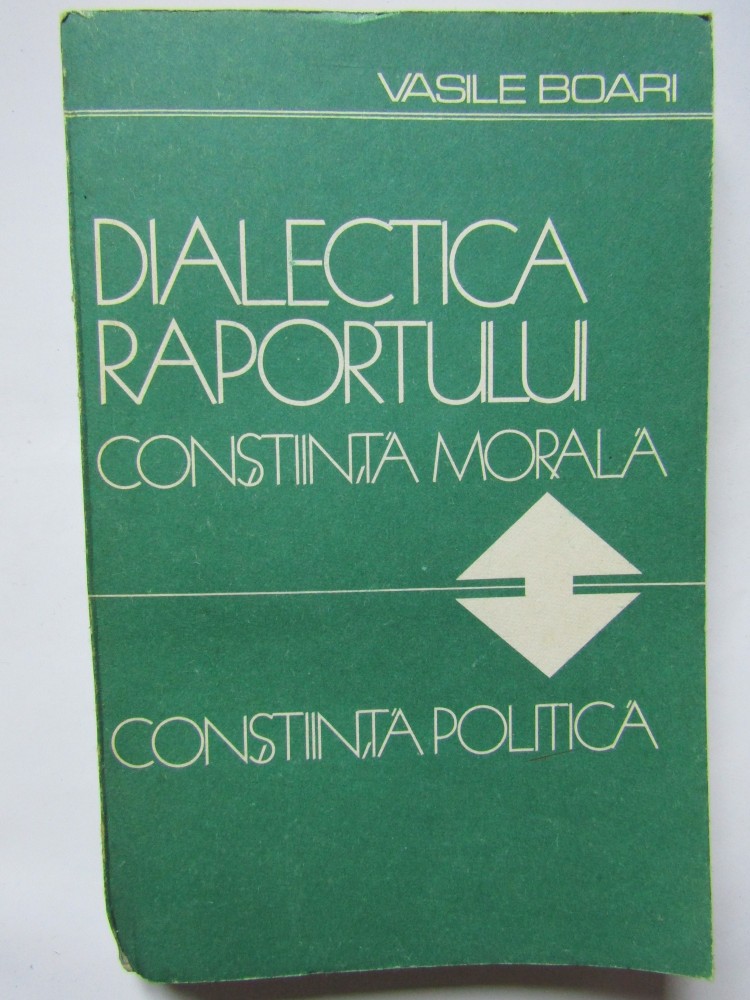 VASILE BOARI
DIALECTICA
RAPORTULUI
CONȘTIINȚĂ MORALĂ
CONȘTIINȚĂ POLITICĂ